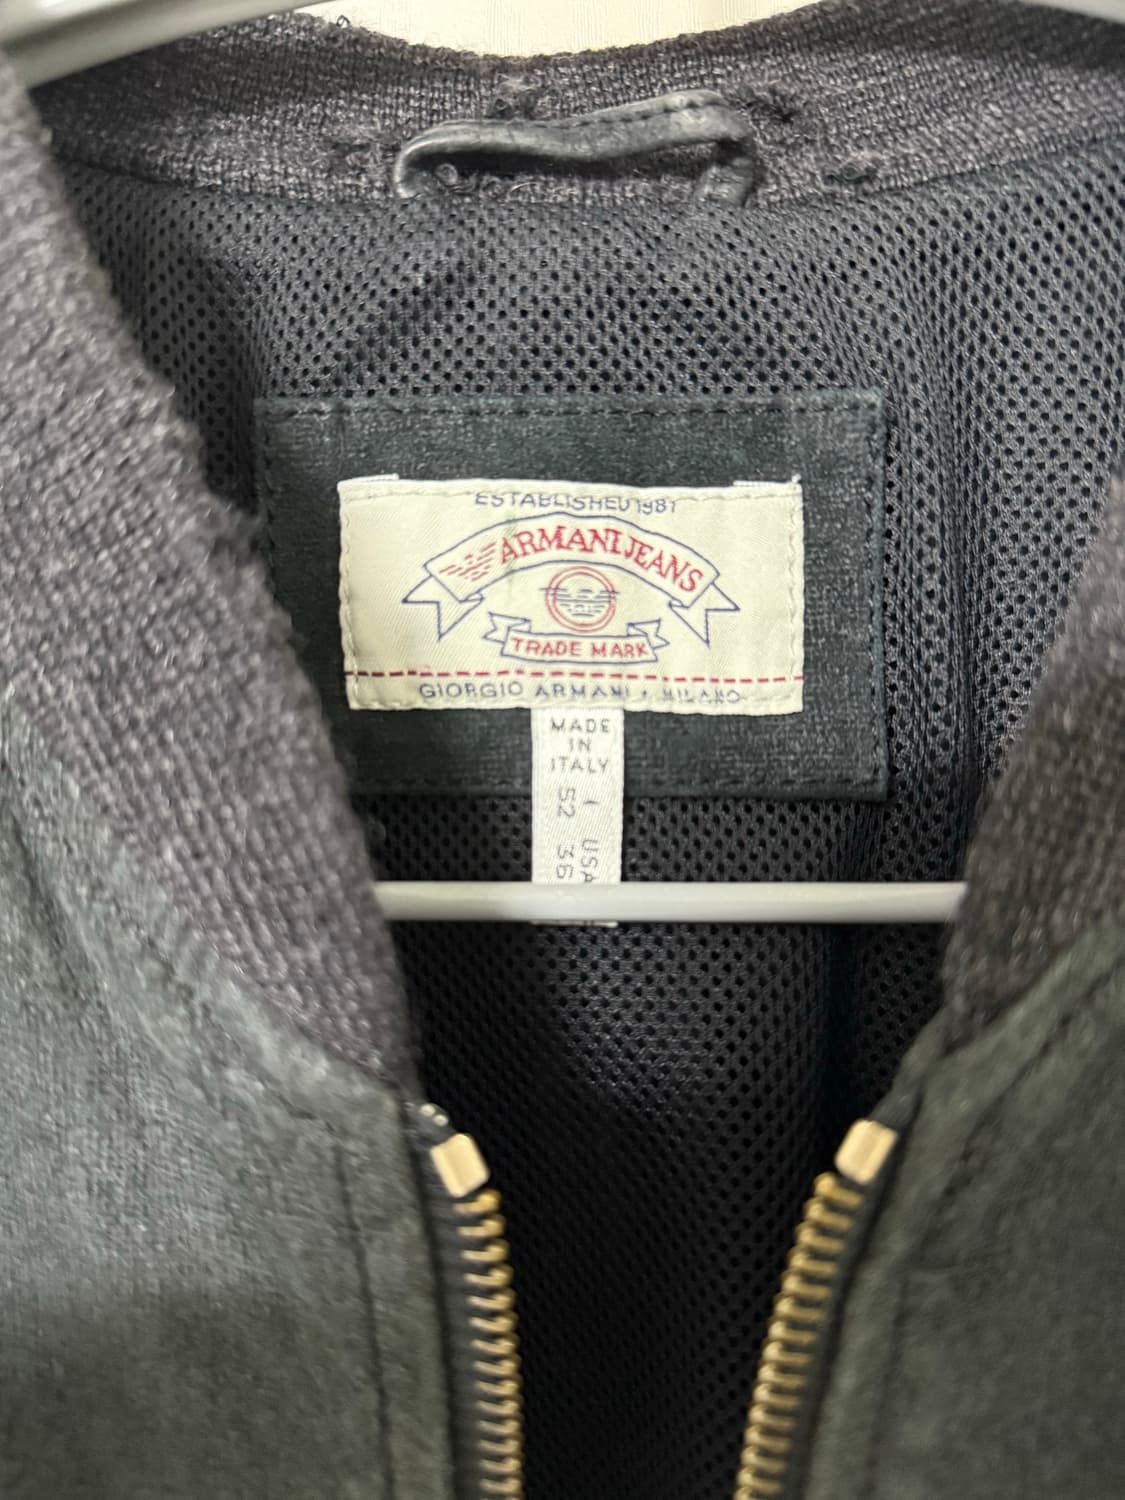 ESTABLISHED 1981
ARMANI JEANS
TRADE MARK
GIORGIO ARMANI • MILANO
MADE
IN
ITALY
I USA
52 36